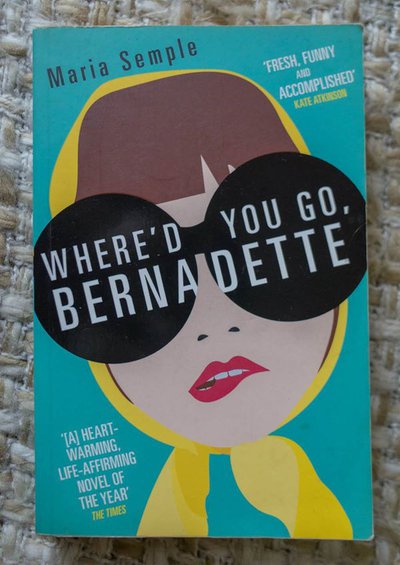 Maria Semple
'FRESH, FUNNY
AND
ACCOMPLISHED'
KATE ATKINSON
WHERE'D YOU GO,
BERNADETTE
'[A] HEART-
WARMING,
LIFE-AFFIRMING
NOVEL OF
THE YEAR'
THE TIMES